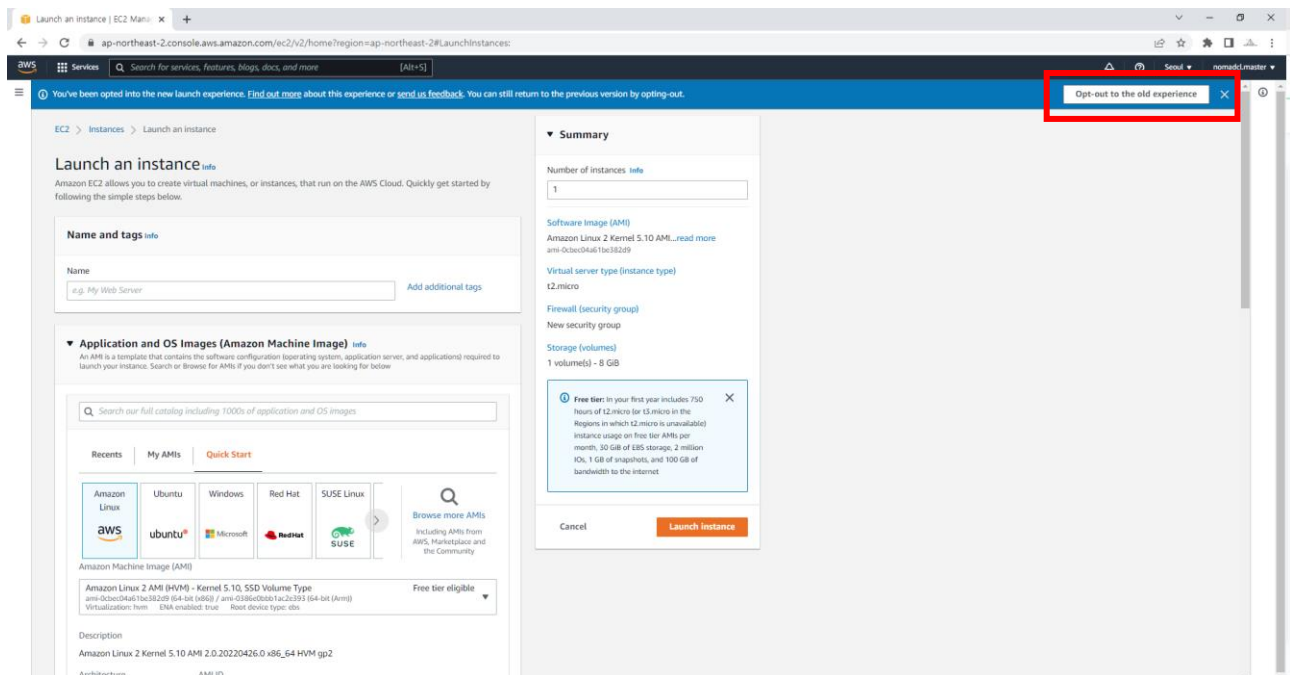 Launch an instance | EC2 Mana
ap-northeast-2.console.aws.amazon.com/ec2/v2/home?region=ap-northeast-2#LaunchInstances:
aws
Services
Search for services, features, blogs, docs, and more
[Alt+S]
Seoul
nomadcl.master
You've been opted into the new launch experience. Find out more about this experience or send us feedback. You can still return to the previous version by opting-out.
Opt-out to the old experience
EC2 > Instances > Launch an instance
Launch an instance Info
Amazon EC2 allows you to create virtual machines, or instances, that run on the AWS Cloud. Quickly get started by
following the simple steps below.
Name and tags Info
Name
e.g. My Web Server
Add additional tags
Application and OS Images (Amazon Machine Image) Info
An AMI is a template that contains the software configuration (operating system, application server, and applications) required to
launch your instance. Search or Browse for AMIs if you don't see what you are looking for below
Search our full catalog including 1000s of application and OS images
Recents
My AMIs
Quick Start
Amazon
Linux
aws
Ubuntu
ubuntu
Windows
Microsoft
Red Hat
RedHat
SUSE Linux
SUSE
Browse more AMIs
Including AMIs from
AWS, Marketplace and
the Community
Amazon Machine Image (AMI)
Amazon Linux 2 AMI (HVM) - Kernel 5.10, SSD Volume Type
Free tier eligible
ami-0cbec04a61be382d9 (64-bit (x86)) / ami-0386e0bbb1ac2e393 (64-bit (Arm))
Virtualization: hvm ENA enabled: true Root device type: ebs
Description
Amazon Linux 2 Kernel 5.10 AMI 2.0.20220426.0 x86_64 HVM gp2
Architecture
AMI ID
Summary
Number of instances Info
1
Software Image (AMI)
Amazon Linux 2 Kernel 5.10 AMI...read more
ami-0cbec04a61be382d9
Virtual server type (instance type)
t2.micro
Firewall (security group)
New security group
Storage (volumes)
1 volume(s) - 8 GiB
Free tier: In your first year includes 750
hours of t2.micro (or t3.micro in the
Regions in which t2.micro is unavailable)
instance usage on free tier AMIs per
month, 30 GiB of EBS storage, 2 million
IOs, 1 GB of snapshots, and 100 GB of
bandwidth to the internet
Cancel
Launch instance